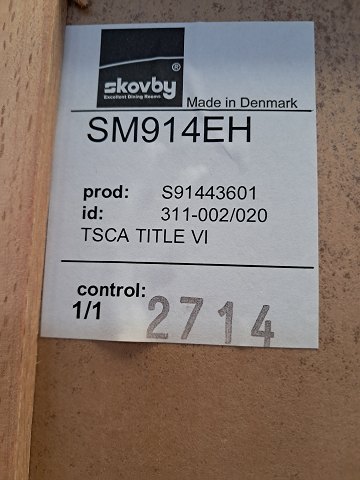 skovby ®
Excellent Dining Rooms
Made in Denmark
SM914EH
prod: S91443601
id: 311-002/020
TSCA TITLE VI
control:
1/1 2714